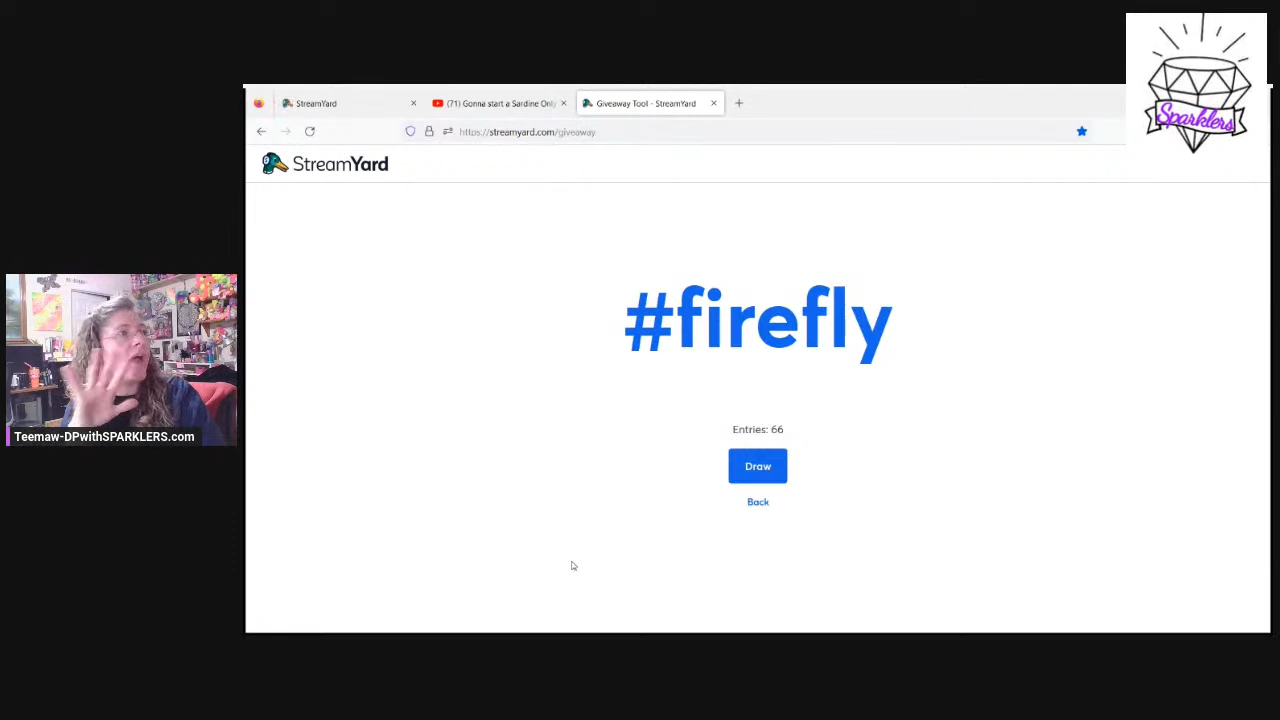 StreamYard
(71) Gonna start a Sardine Only
Giveaway Tool - StreamYard
https://streamyard.com/giveaway
StreamYard
Sparklers
#firefly
Entries: 66
Draw
Back
Teemaw-DPwithSPARKLERS.com